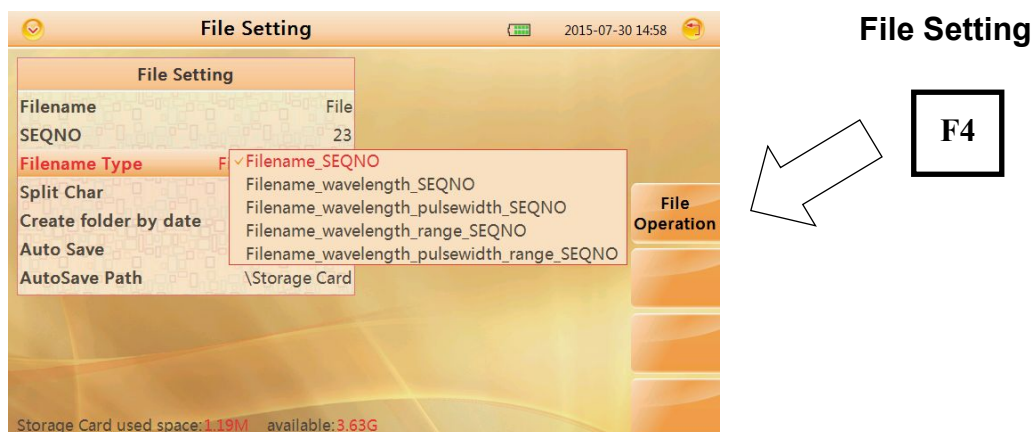 File Setting
2015-07-30 14:58
File Setting
F4
File Setting
Filename File
SEQNO 23
Filename Type F
Split Char
Create folder by date
Auto Save
AutoSave Path \Storage Card
Filename_SEQNO
Filename_wavelength_SEQNO
Filename_wavelength_pulsewidth_SEQNO
Filename_wavelength_range_SEQNO
Filename_wavelength_pulsewidth_range_SEQNO
File
Operation
Storage Card used space:1.19M available:3.63G